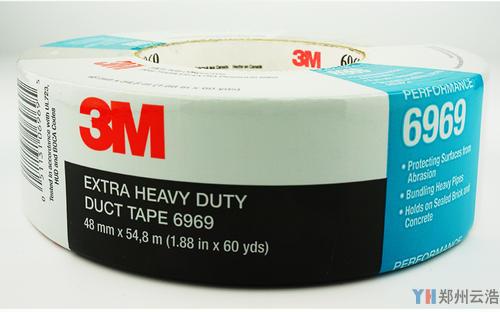 3M
6969
3M
EXTRA HEAVY DUTY
DUCT TAPE 6969
48 mm x 54,8 m (1.88 in x 60 yds)
Tested in accordance with UL723,
HUD and BOCA Codes
PERFORMANCE
6969
• Protecting Surfaces from
Abrasion
• Bundling Heavy Pipes
• Holds on Sealed Brick and
Concrete
PERFORMANCE
YH 郑州云浩